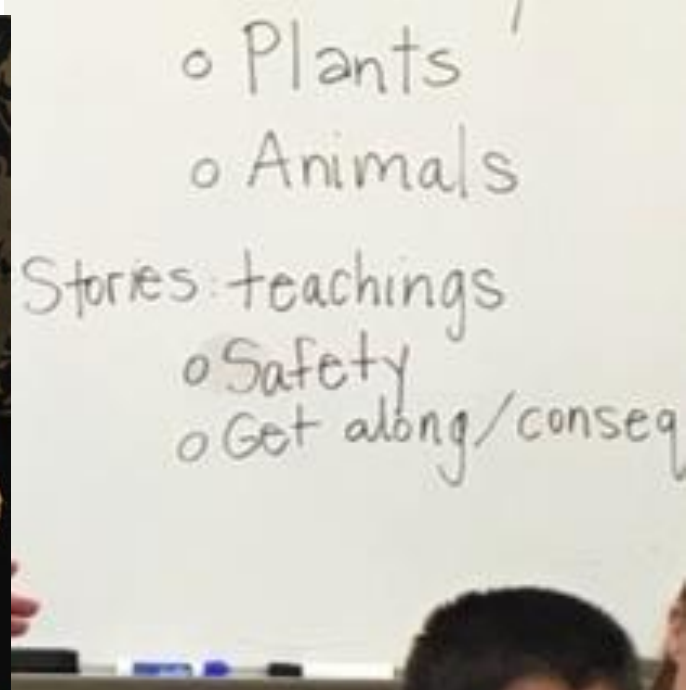 o Plants
o Animals
Stories: teachings
o Safety
o Get along/conseq